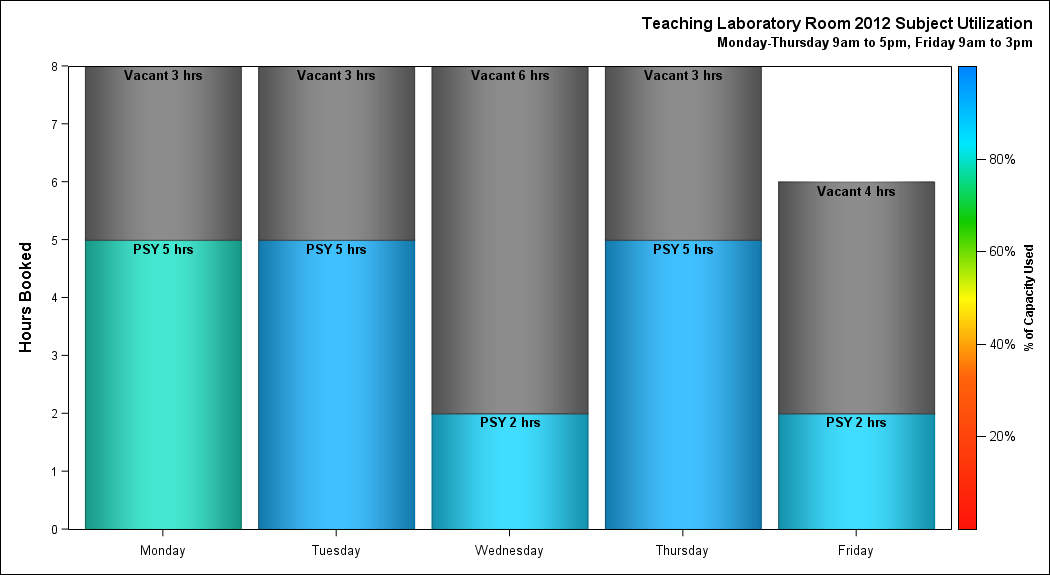 Teaching Laboratory Room 2012 Subject Utilization
Monday-Thursday 9am to 5pm, Friday 9am to 3pm
Hours Booked
8
7
6
5
4
3
2
1
0
Vacant 3 hrs
PSY 5 hrs
Vacant 3 hrs
PSY 5 hrs
Vacant 6 hrs
PSY 2 hrs
Vacant 3 hrs
PSY 5 hrs
Vacant 4 hrs
PSY 2 hrs
Monday
Tuesday
Wednesday
Thursday
Friday
80%
60%
40%
20%
% of Capacity Used